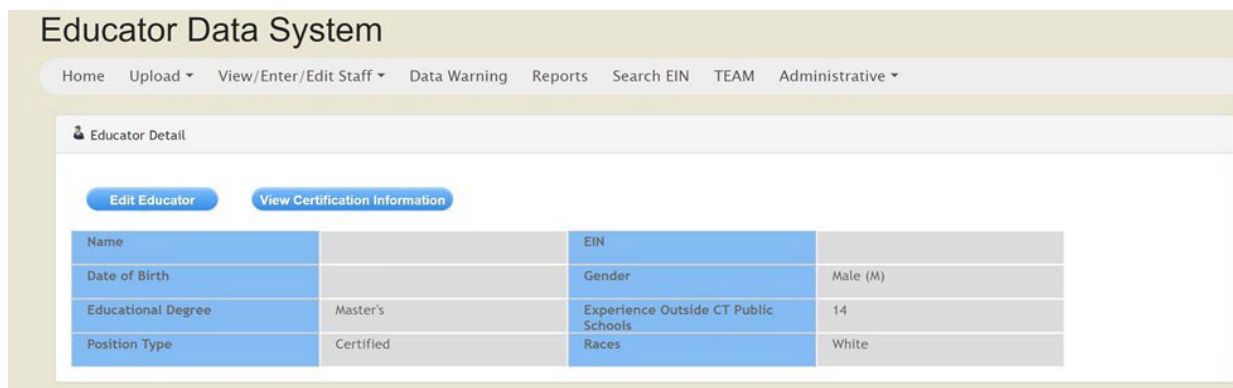 Educator Data System
Home Upload View/Enter/Edit Staff Data Warning Reports Search EIN TEAM Administrative
Educator Detail
Edit Educator View Certification Information
Name EIN
Date of Birth Gender Male (M)
Educational Degree Master's Experience Outside CT Public Schools 14
Position Type Certified Races White